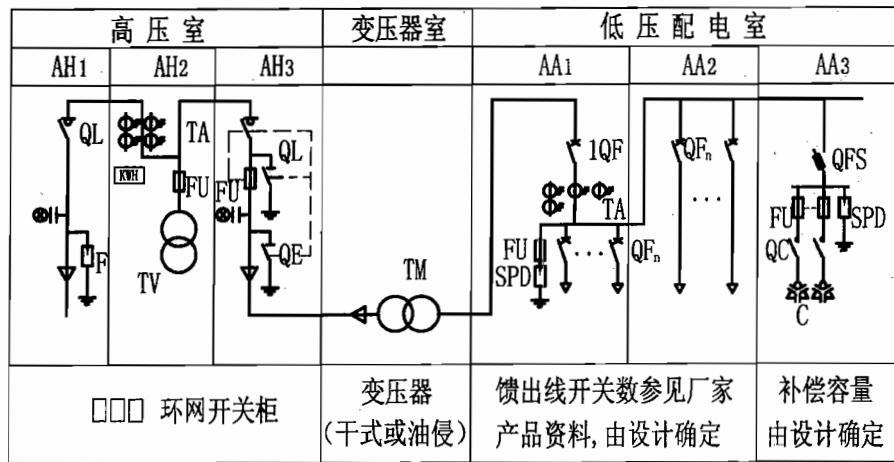 高压室 变压器室 低压配电室
AH1 AH2 AH3 AA1 AA2 AA3
QL TA QL 1QF QFn QFS
KWH FU FU TA FU SPD
F TV QE TM FU SPD QFn QC
C
□□□ 环网开关柜
变压器
(干式或油侵)
馈出线开关数参见厂家
产品资料,由设计确定
补偿容量
由设计确定